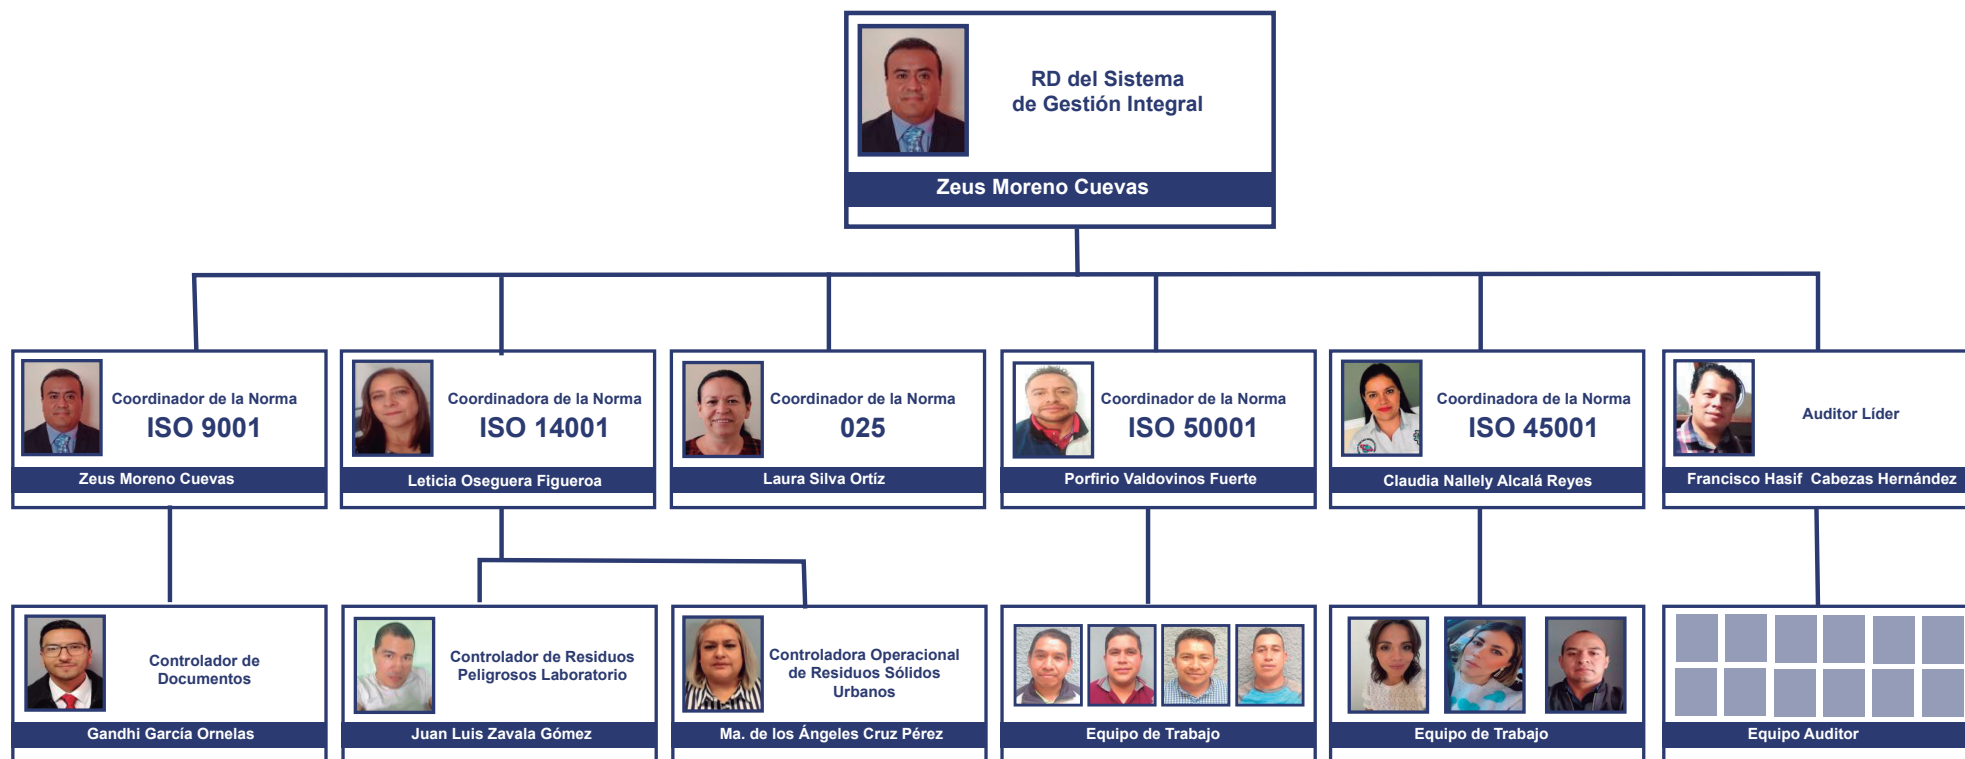 RD del Sistema
de Gestión Integral
Zeus Moreno Cuevas
Coordinador de la Norma
ISO 9001
Zeus Moreno Cuevas
Coordinadora de la Norma
ISO 14001
Leticia Oseguera Figueroa
Coordinador de la Norma
025
Laura Silva Ortíz
Coordinador de la Norma
ISO 50001
Porfirio Valdovinos Fuerte
Coordinadora de la Norma
ISO 45001
Claudia Nallely Alcalá Reyes
Auditor Líder
Francisco Hasif Cabezas Hernández
Controlador de
Documentos
Gandhi García Ornelas
Controlador de Residuos
Peligrosos Laboratorio
Juan Luis Zavala Gómez
Controladora Operacional
de Residuos Sólidos
Urbanos
Ma. de los Ángeles Cruz Pérez
Equipo de Trabajo
Equipo de Trabajo
Equipo Auditor